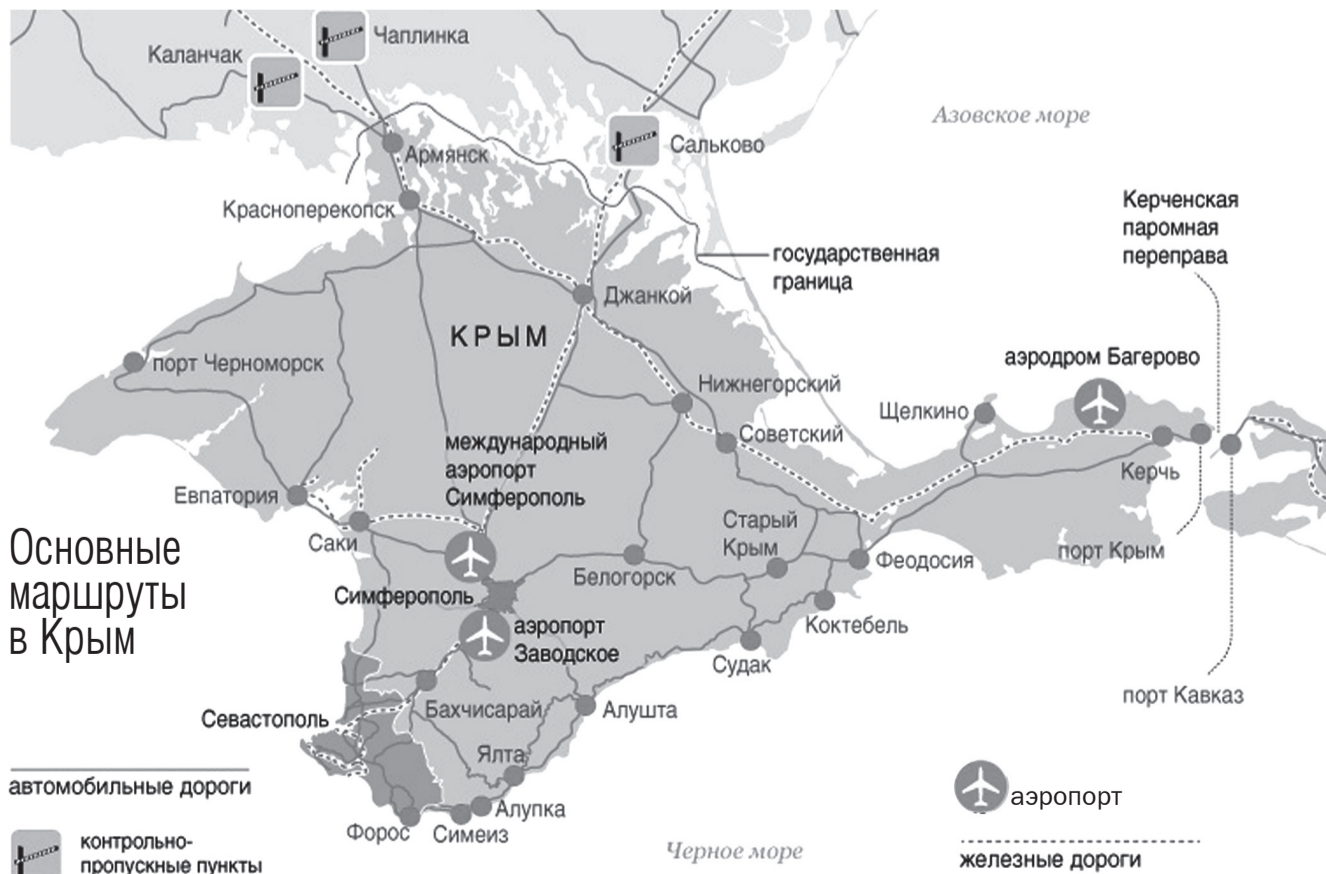 Чаплинка
Каланчак
Азовское море
Сальково
Армянск
Красноперекопск
Керченская
паромная
переправа
государственная
граница
Джанкой
КРЫМ
порт Черноморск
аэродром Багерово
Нижнегорский
Щелкино
Советский
международный
аэропорт
Симферополь
Керчь
Евпатория
Основные
маршруты
в Крым
Саки
Старый
Крым
Феодосия
порт Крым
Белогорск
Симферополь
Коктебель
аэропорт
Заводское
Судак
порт Кавказ
Севастополь
Бахчисарай
Алушта
Ялта
автомобильные дороги
Алупка
аэропорт
Форос
Симеиз
контрольно-
пропускные пункты
Черное море
железные дороги